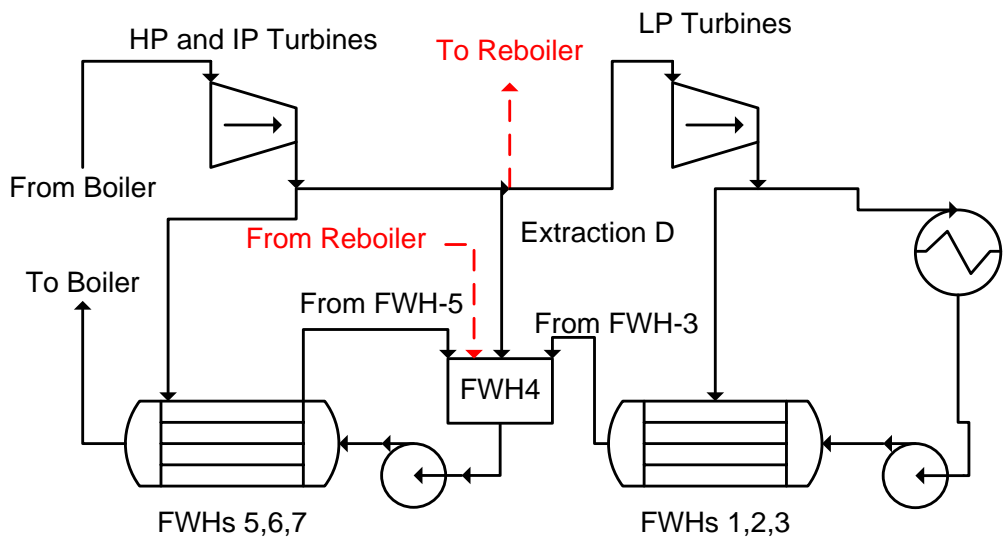 HP and IP Turbines
LP Turbines
To Reboiler
From Boiler
From Reboiler
Extraction D
To Boiler
From FWH-5
From FWH-3
FWH4
FWHs 5,6,7
FWHs 1,2,3